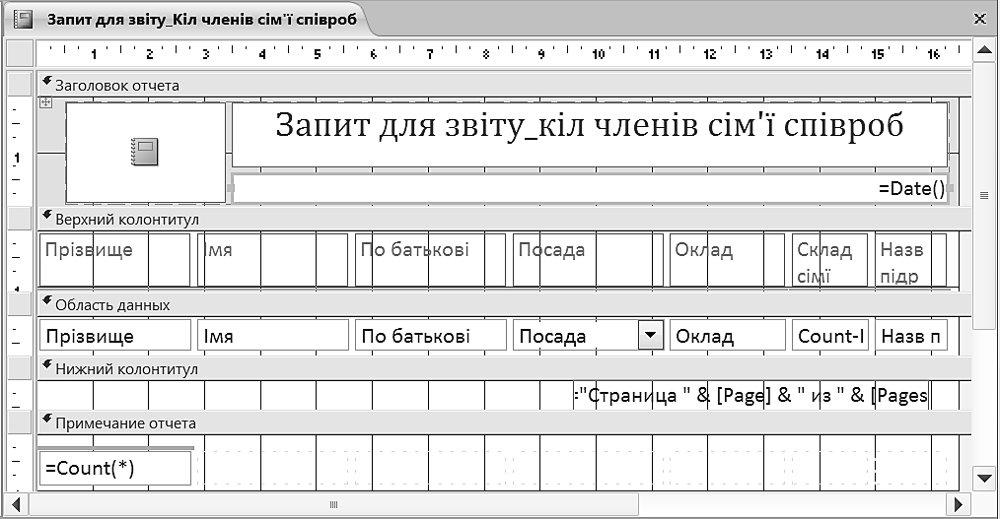 Запит для звіту_Кіл членів сім'ї співроб
1 2 3 4 5 6 7 8 9 10 11 12 13 14 15 16
Заголовок отчета
Запит для звіту_кіл членів сім'ї співроб
1
=Date()
Верхний колонтитул
Прізвище Імя По батькові Посада Оклад Склад Назв
сімї підр
1
Область данных
Прізвище Імя По батькові Посада Оклад Count-I Назв п
Нижний колонтитул
="Страница " & [Page] & " из " & [Pages
Примечание отчета
=Count(*)